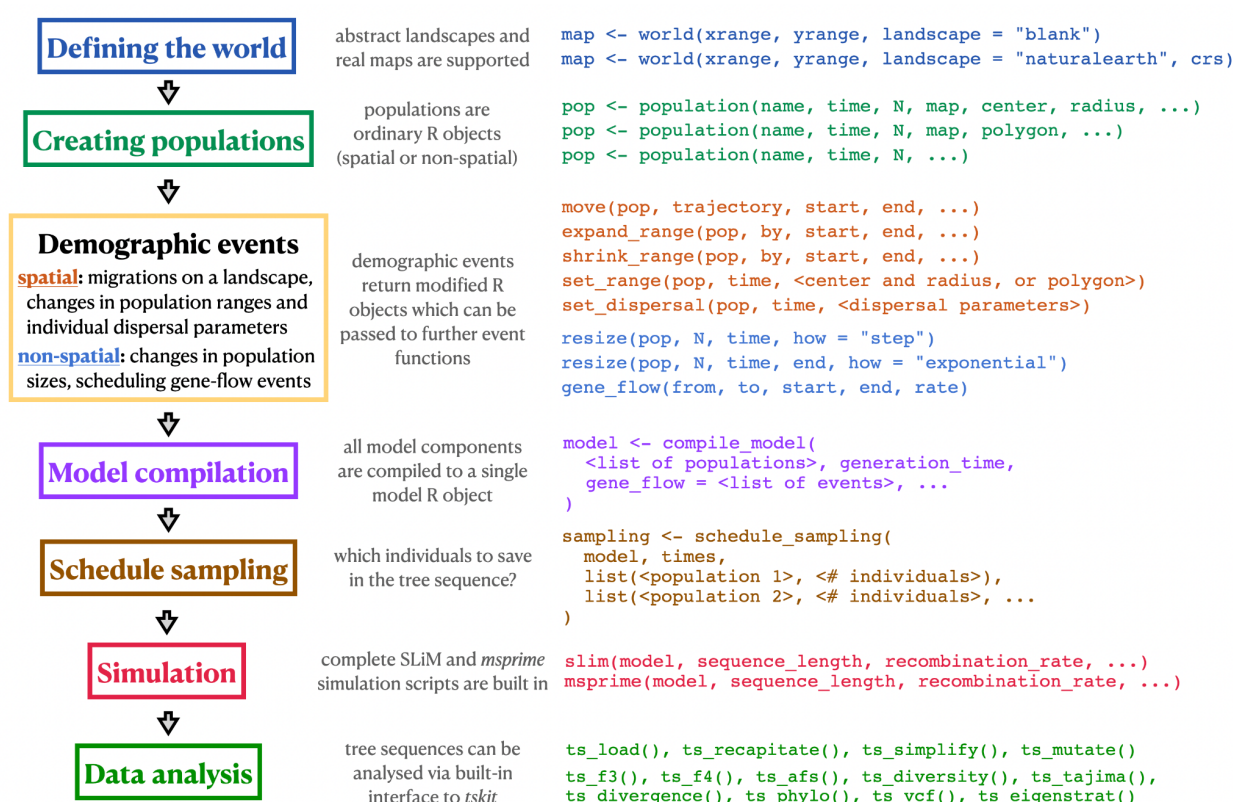 Defining the world
abstract landscapes and
real maps are supported
map <- world(xrange, yrange, landscape = "blank")
map <- world(xrange, yrange, landscape = "naturalearth", crs)
Creating populations
populations are
ordinary R objects
(spatial or non-spatial)
pop <- population(name, time, N, map, center, radius, ...)
pop <- population(name, time, N, map, polygon, ...)
pop <- population(name, time, N, ...)
Demographic events
spatial: migrations on a landscape,
changes in population ranges and
individual dispersal parameters
non-spatial: changes in population
sizes, scheduling gene-flow events
demographic events
return modified R
objects which can be
passed to further event
functions
move(pop, trajectory, start, end, ...)
expand_range(pop, by, start, end, ...)
shrink_range(pop, by, start, end, ...)
set_range(pop, time, <center and radius, or polygon>)
set_dispersal(pop, time, <dispersal parameters>)
resize(pop, N, time, how = "step")
resize(pop, N, time, end, how = "exponential")
gene_flow(from, to, start, end, rate)
Model compilation
all model components
are compiled to a single
model R object
model <- compile_model(
<list of populations>, generation_time,
gene_flow = <list of events>, ...
)
Schedule sampling
which individuals to save
in the tree sequence?
sampling <- schedule_sampling(
model, times,
list(<population 1>, <# individuals>),
list(<population 2>, <# individuals>, ...
)
Simulation
complete SLiM and msprime
simulation scripts are built in
slim(model, sequence_length, recombination_rate, ...)
msprime(model, sequence_length, recombination_rate, ...)
Data analysis
tree sequences can be
analysed via built-in
interface to tskit
ts_load(), ts_recapitate(), ts_simplify(), ts_mutate()
ts_f3(), ts_f4(), ts_afs(), ts_diversity(), ts_tajima(),
ts_divergence(), ts_phylo(), ts_vcf(), ts_eigenstrat()